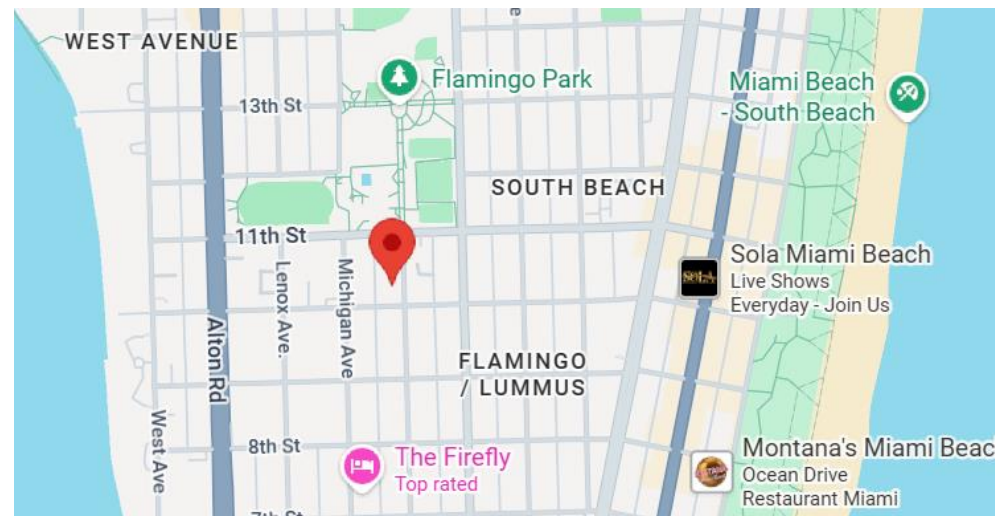 WEST AVENUE
Flamingo Park
Miami Beach
- South Beach
13th St
SOUTH BEACH
11th St
Sola Miami Beach
Live Shows
Everyday - Join Us
Lenox Ave.
Michigan Ave
Alton Rd
FLAMINGO
/ LUMMUS
West Ave
8th St
The Firefly
Top rated
Montana's Miami Beac
Ocean Drive
Restaurant Miami
7th St